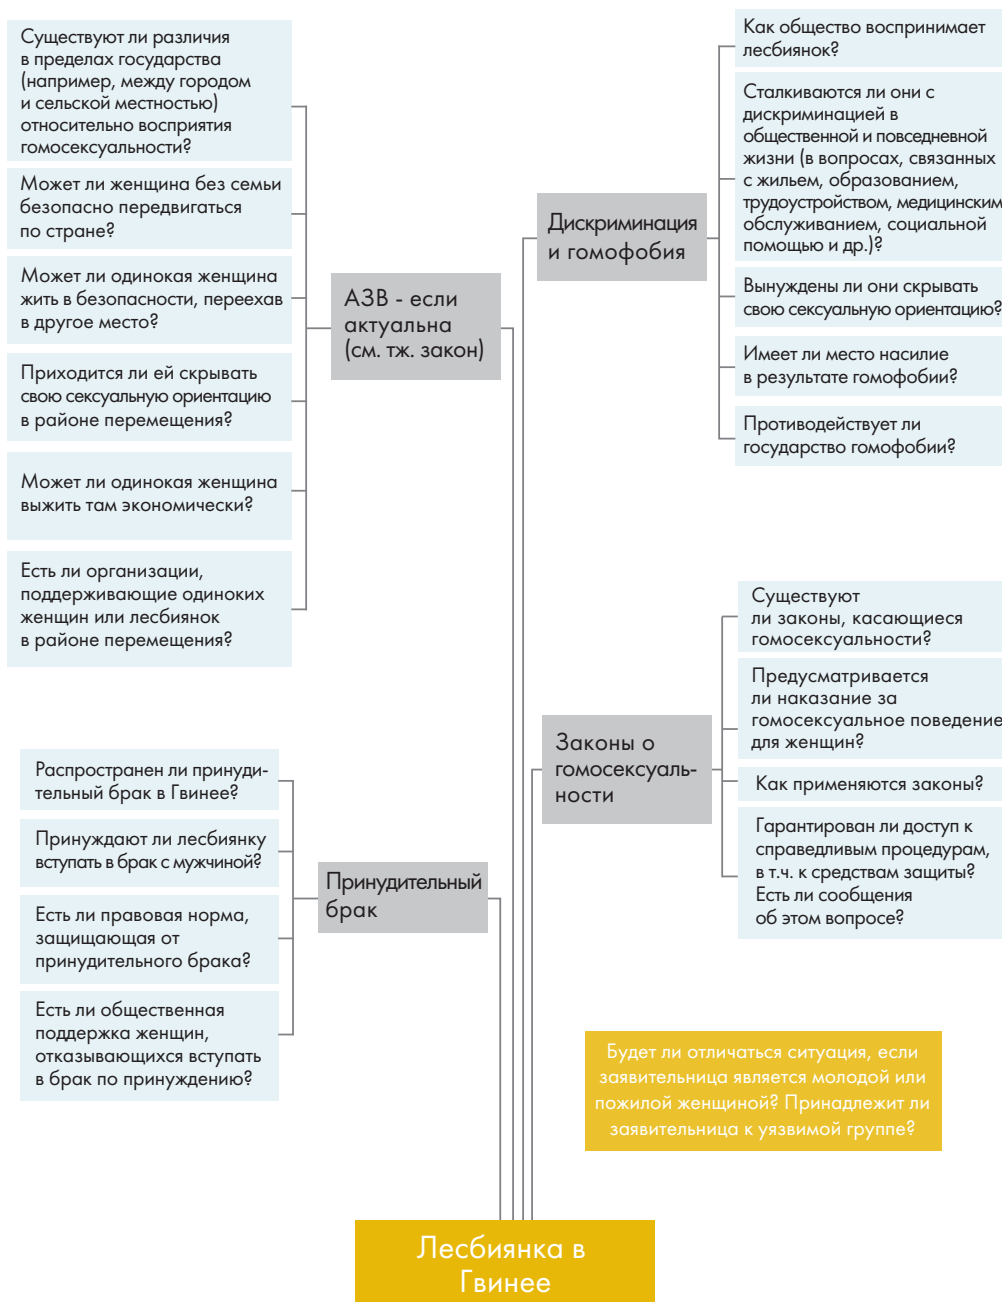 Существуют ли различия
в пределах государства
(например, между городом
и сельской местностью)
относительно восприятия
гомосексуальности?
Может ли женщина без семьи
безопасно передвигаться
по стране?
Может ли одинокая женщина
жить в безопасности, переехав
в другое место?
Приходится ли ей скрывать
свою сексуальную ориентацию
в районе перемещения?
Может ли одинокая женщина
выжить там экономически?
Есть ли организации,
поддерживающие одиноких
женщин или лесбиянок
в районе перемещения?
АЗВ - если
актуальна
(см. тж. закон)
Как общество воспринимает
лесбиянок?
Сталкиваются ли они с
дискриминацией в
общественной и повседневной
жизни (в вопросах, связанных
с жильем, образованием,
трудоустройством, медицинским
обслуживанием, социальной
помощью и др.)?
Вынуждены ли они скрывать
свою сексуальную ориентацию?
Имеет ли место насилие
в результате гомофобии?
Противодействует ли
государство гомофобии?
Дискриминация
и гомофобия
Существуют
ли законы, касающиеся
гомосексуальности?
Предусматривается
ли наказание за
гомосексуальное поведение
для женщин?
Как применяются законы?
Гарантирован ли доступ к
справедливым процедурам,
в т.ч. к средствам защиты?
Есть ли сообщения
об этом вопросе?
Законы о
гомосексуаль-
ности
Распространен ли принуди-
тельный брак в Гвинее?
Принуждают ли лесбиянку
вступать в брак с мужчиной?
Есть ли правовая норма,
защищающая от
принудительного брака?
Есть ли общественная
поддержка женщин,
отказывающихся вступать
в брак по принуждению?
Принудительный
брак
Будет ли отличаться ситуация, если
заявительница является молодой или
пожилой женщиной? Принадлежит ли
заявительница к уязвимой группе?
Лесбиянка в
Гвинее